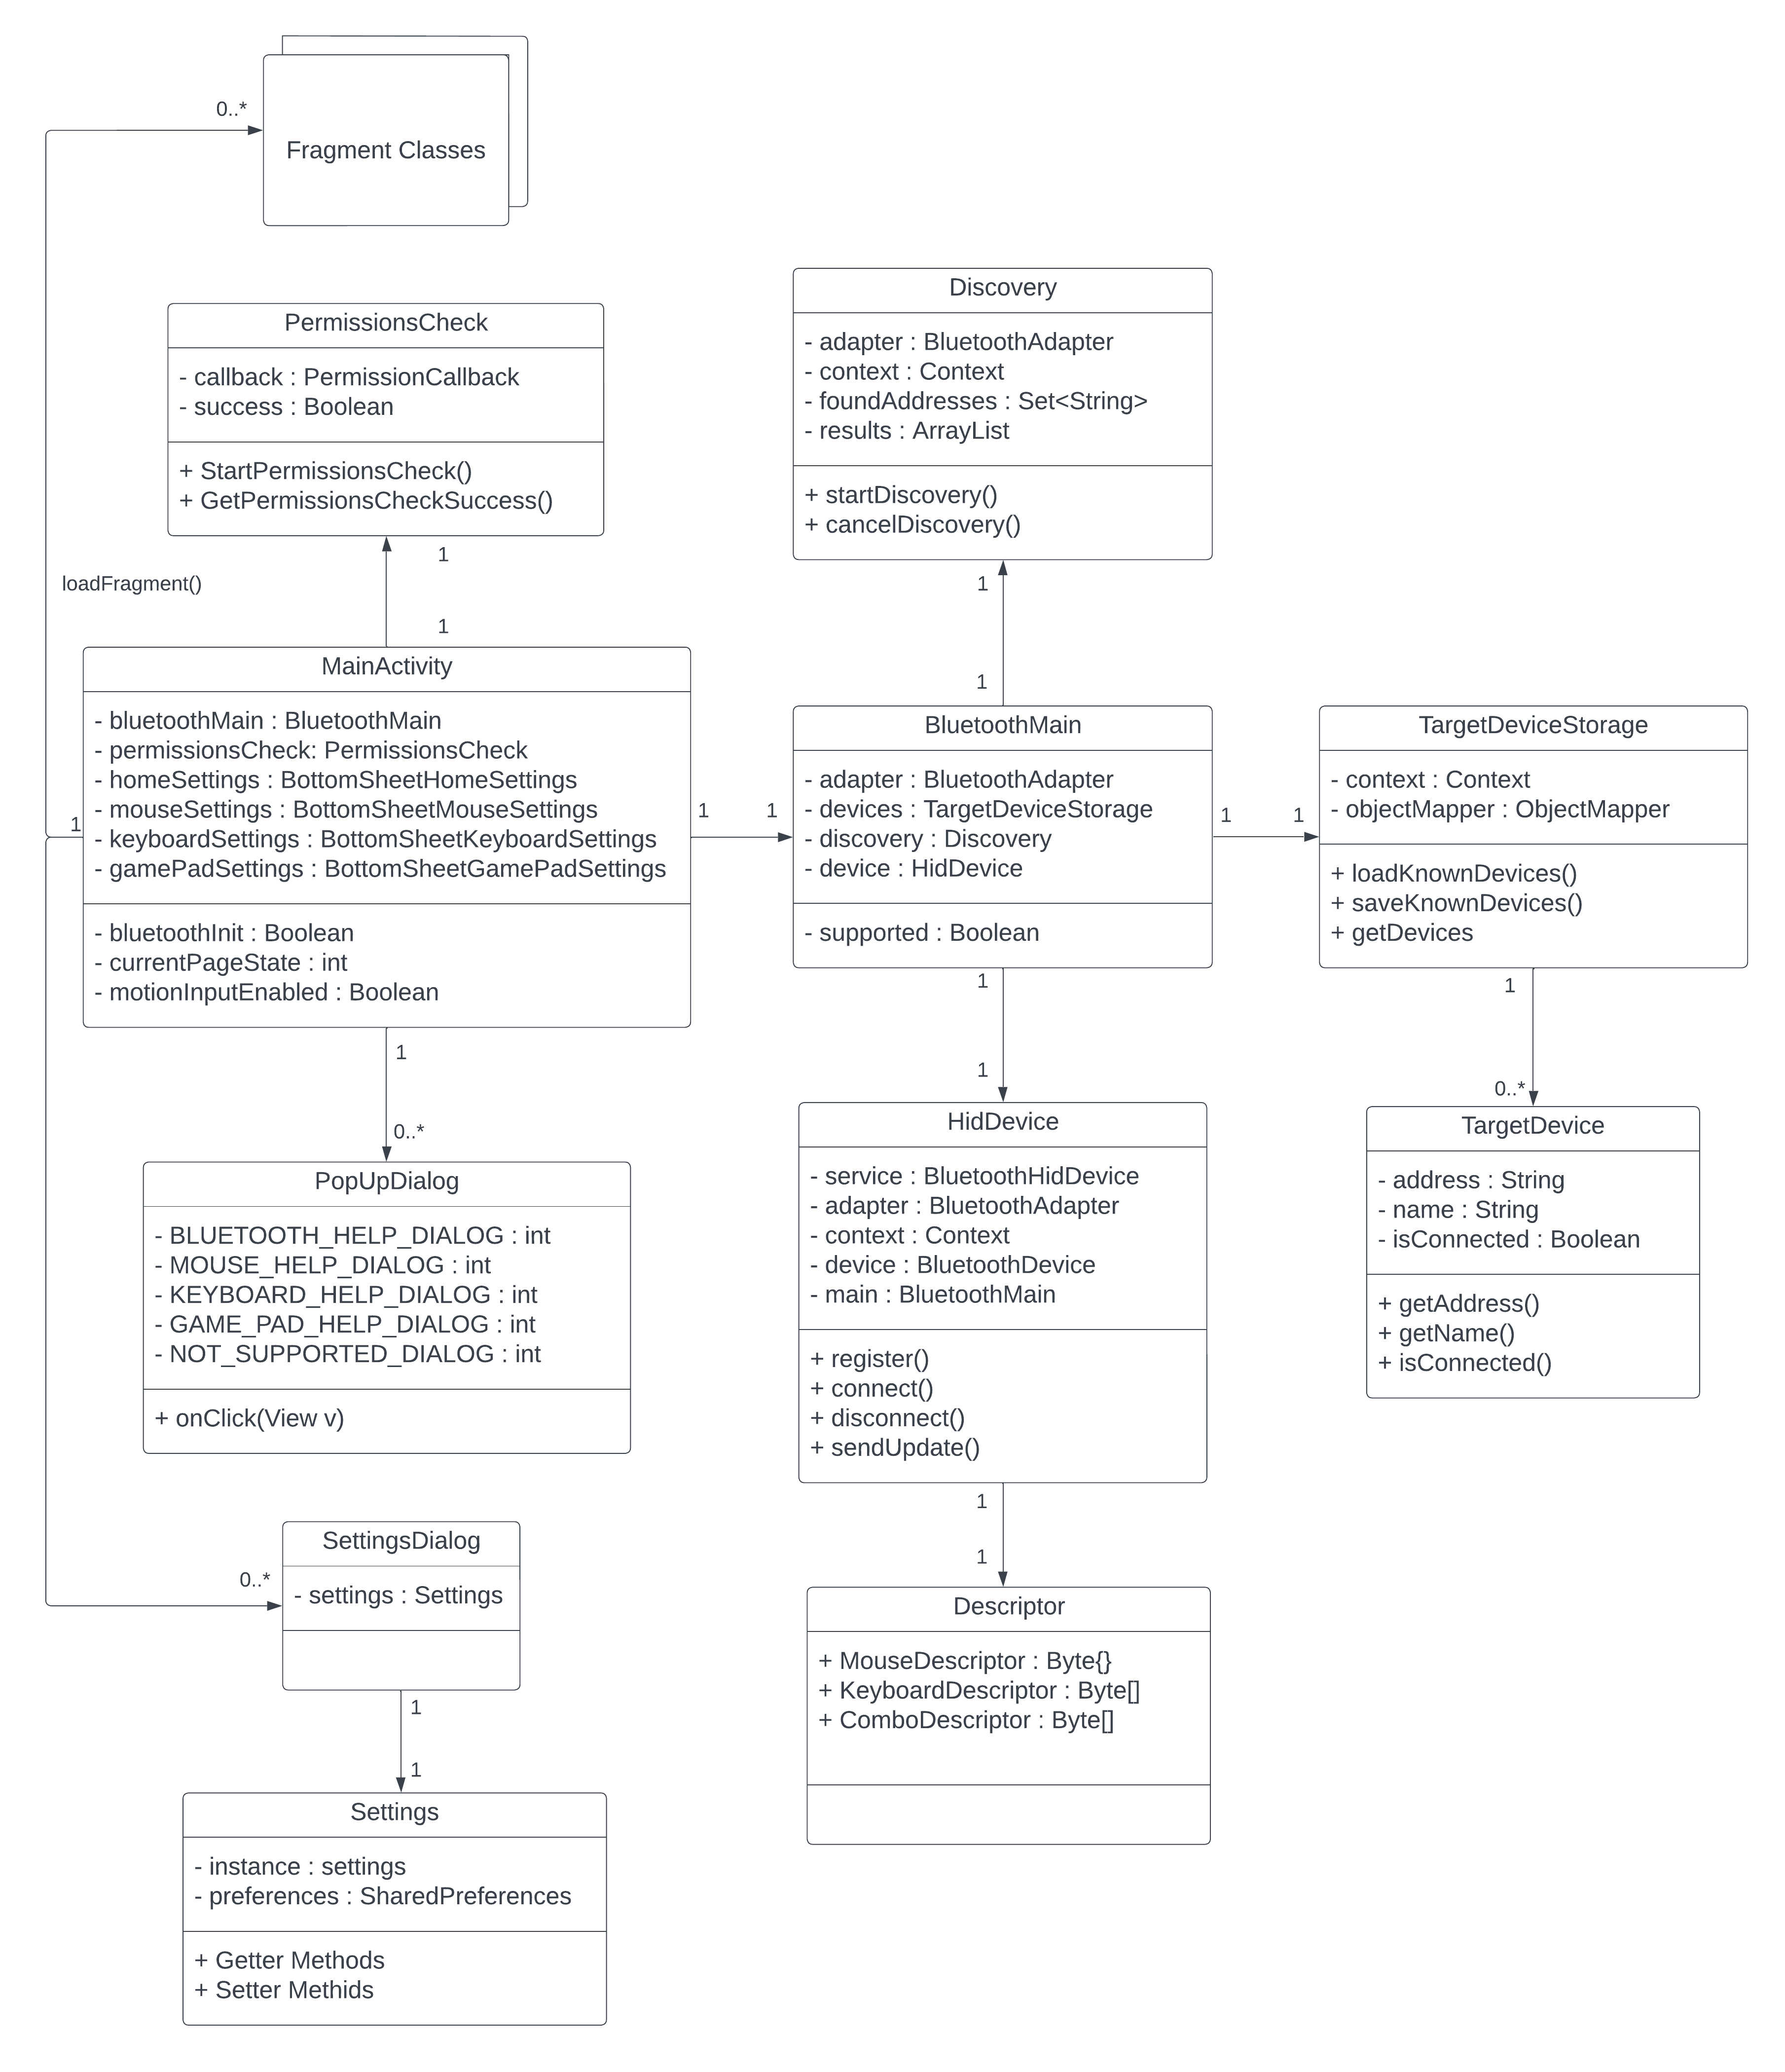 0..*
Fragment Classes
PermissionsCheck
- callback : PermissionCallback
- success : Boolean
+ StartPermissionsCheck()
+ GetPermissionsCheckSuccess()
1
loadFragment()
1
MainActivity
- bluetoothMain : BluetoothMain
- permissionsCheck: PermissionsCheck
- homeSettings : BottomSheetHomeSettings
- mouseSettings : BottomSheetMouseSettings
- keyboardSettings : BottomSheetKeyboardSettings
- gamePadSettings : BottomSheetGamePadSettings
- bluetoothInit : Boolean
- currentPageState : int
- motionInputEnabled : Boolean
1
1
0..*
PopUpDialog
- BLUETOOTH_HELP_DIALOG : int
- MOUSE_HELP_DIALOG : int
- KEYBOARD_HELP_DIALOG : int
- GAME_PAD_HELP_DIALOG : int
- NOT_SUPPORTED_DIALOG : int
+ onClick(View v)
0..*
SettingsDialog
- settings : Settings
1
1
Settings
- instance : settings
- preferences : SharedPreferences
+ Getter Methods
+ Setter Methids
Discovery
- adapter : BluetoothAdapter
- context : Context
- foundAddresses : Set<String>
- results : ArrayList
+ startDiscovery()
+ cancelDiscovery()
1
1
1 1
BluetoothMain
- adapter : BluetoothAdapter
- devices : TargetDeviceStorage
- discovery : Discovery
- device : HidDevice
- supported : Boolean
1
1
HidDevice
- service : BluetoothHidDevice
- adapter : BluetoothAdapter
- context : Context
- device : BluetoothDevice
- main : BluetoothMain
+ register()
+ connect()
+ disconnect()
+ sendUpdate()
1
1
Descriptor
+ MouseDescriptor : Byte{}
+ KeyboardDescriptor : Byte[]
+ ComboDescriptor : Byte[]
1 1
TargetDeviceStorage
- context : Context
- objectMapper : ObjectMapper
+ loadKnownDevices()
+ saveKnownDevices()
+ getDevices
1
0..*
TargetDevice
- address : String
- name : String
- isConnected : Boolean
+ getAddress()
+ getName()
+ isConnected()